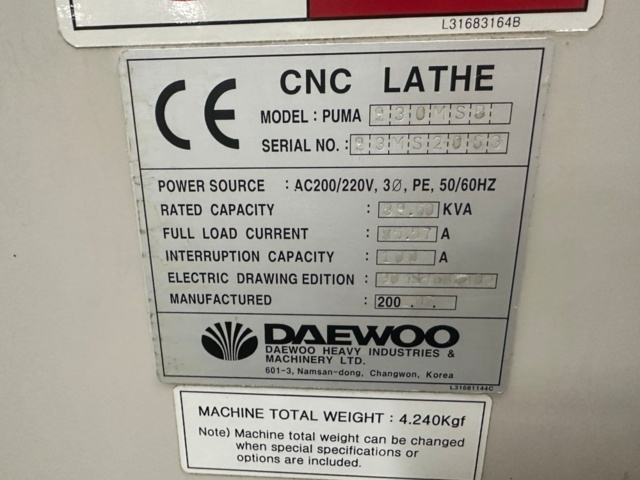 L31683164B
CE CNC LATHE
MODEL : PUMA 230MSB
SERIAL NO. :
POWER SOURCE : AC200/220V, 3Ø, PE, 50/60HZ
RATED CAPACITY : KVA
FULL LOAD CURRENT : A
INTERRUPTION CAPACITY : A
ELECTRIC DRAWING EDITION :
MANUFACTURED : 200
DAEWOO
DAEWOO HEAVY INDUSTRIES &
MACHINERY LTD.
601-3, Namsan-dong, Changwon, Korea
L31681144C
MACHINE TOTAL WEIGHT : 4.240Kgf
Note) Machine total weight can be changed
when special specifications or
options are included.